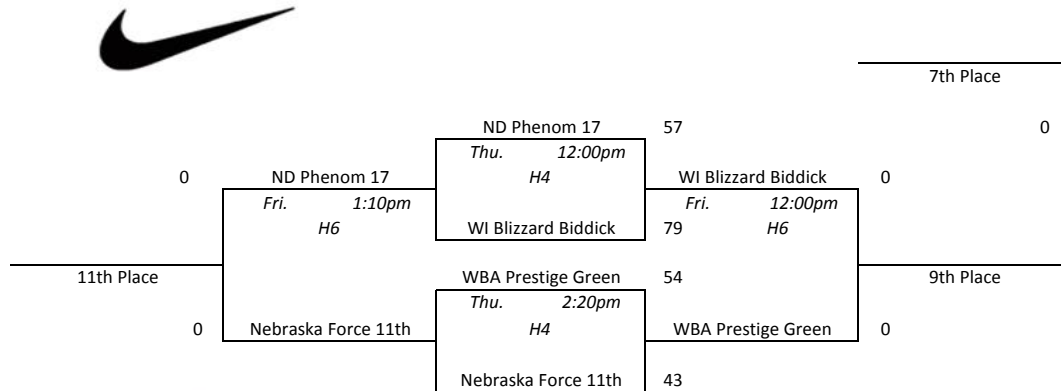 7th Place
ND Phenom 17 57 0
Thu. 12:00pm
0 ND Phenom 17 H4 WI Blizzard Biddick 0
Fri. 1:10pm Fri. 12:00pm
H6 WI Blizzard Biddick 79 H6
11th Place WBA Prestige Green 54 9th Place
Thu. 2:20pm
0 Nebraska Force 11th H4 WBA Prestige Green 0
Nebraska Force 11th 43